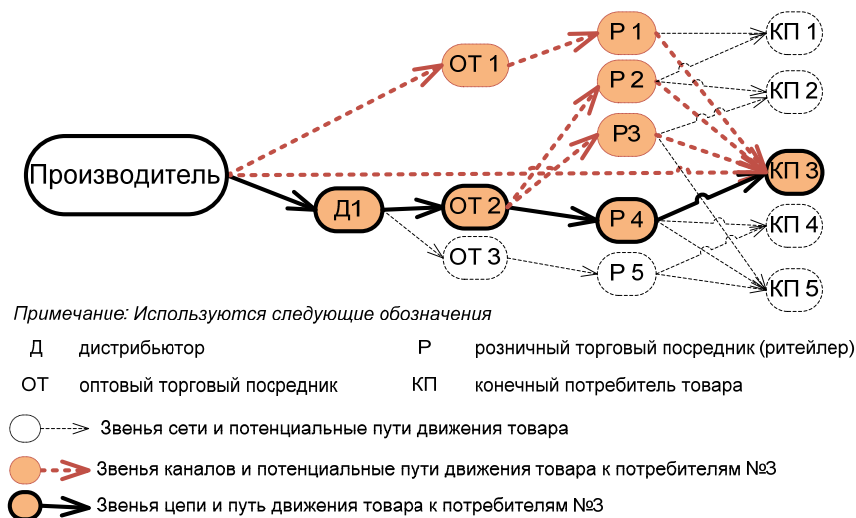 Производитель
Д1
ОТ 1
ОТ 2
ОТ 3
Р 1
Р 2
Р3
Р 4
Р 5
КП 1
КП 2
КП 3
КП 4
КП 5
Примечание: Используются следующие обозначения
Д дистрибьютор Р розничный торговый посредник (ритейлер)
ОТ оптовый торговый посредник КП конечный потребитель товара
Звенья сети и потенциальные пути движения товара
Звенья каналов и потенциальные пути движения товара к потребителям №3
Звенья цепи и путь движения товара к потребителям №3